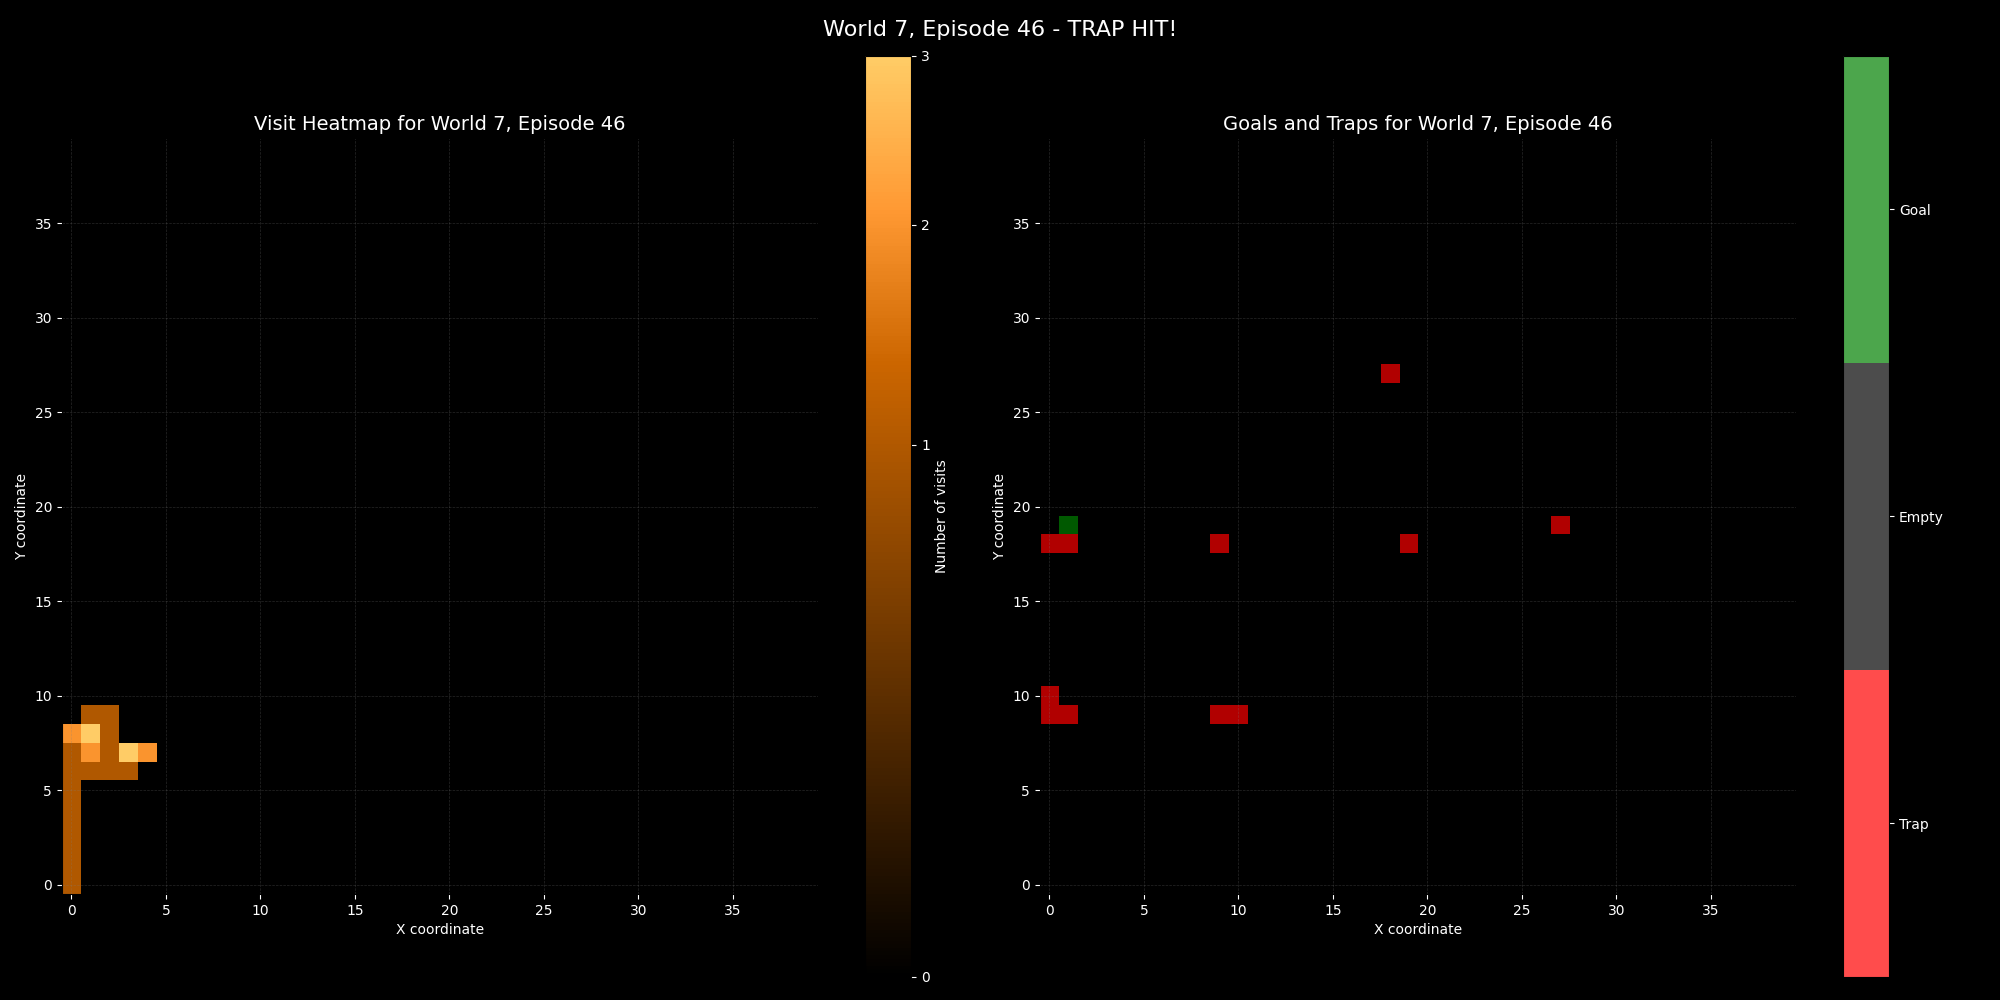 World 7, Episode 46 - TRAP HIT!
Visit Heatmap for World 7, Episode 46
Y coordinate
35
30
25
20
15
10
5
0
0 5 10 15 20 25 30 35
X coordinate
3
2
1
0
Number of visits
Goals and Traps for World 7, Episode 46
Y coordinate
35
30
25
20
15
10
5
0
0 5 10 15 20 25 30 35
X coordinate
Goal
Empty
Trap